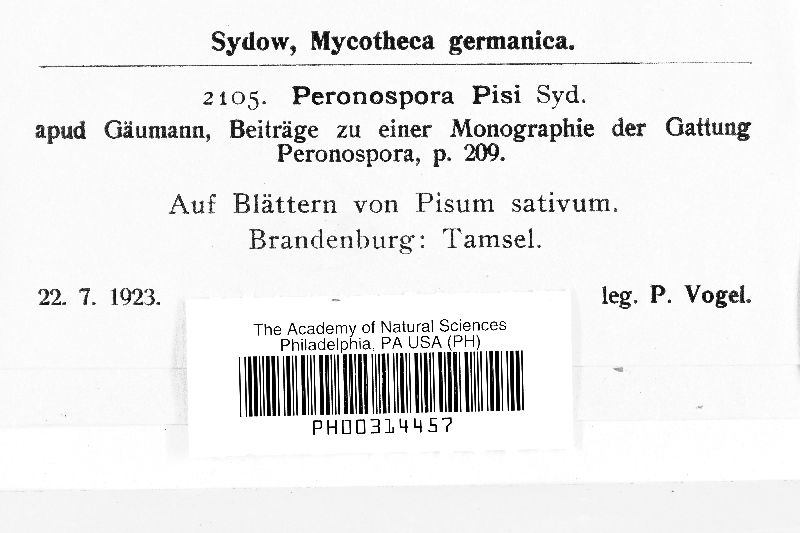 Sydow, Mycotheca germanica.
2105. Peronospora Pisi Syd.
apud Gäumann, Beiträge zu einer Monographie der Gattung
Peronospora, p. 209.
Auf Blättern von Pisum sativum.
Brandenburg: Tamsel.
22. 7. 1923. leg. P. Vogel.
The Academy of Natural Sciences
Philadelphia, PA USA (PH)
PH00314457